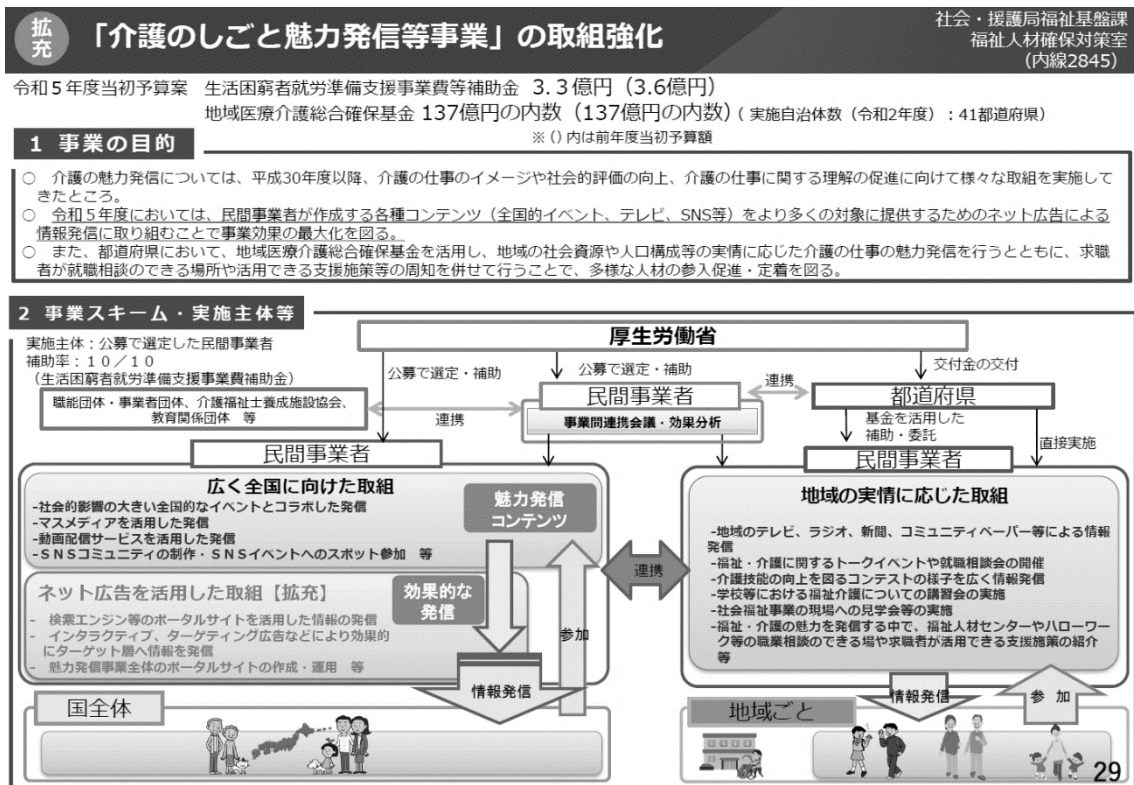 拡充
「介護のしごと魅力発信等事業」の取組強化
社会・援護局福祉基盤課
福祉人材確保対策室
(内線2845)
令和5年度当初予算案 生活困窮者就労準備支援事業費等補助金 3.3億円（3.6億円）
地域医療介護総合確保基金 137億円の内数（137億円の内数）( 実施自治体数（令和2年度）：41都道府県）
※ () 内は前年度当初予算額
1 事業の目的
○ 介護の魅力発信については、平成30年度以降、介護の仕事のイメージや社会的評価の向上、介護の仕事に関する理解の促進に向けて様々な取組を実施して
きたところ。
○ 令和5年度においては、民間事業者が作成する各種コンテンツ（全国的イベント、テレビ、SNS等）をより多くの対象に提供するためのネット広告による
情報発信に取り組むことで事業効果の最大化を図る。
○ また、都道府県において、地域医療介護総合確保基金を活用し、地域の社会資源や人口構成等の実情に応じた介護の仕事の魅力発信を行うとともに、求職
者が就職相談のできる場所や活用できる支援施策等の周知を併せて行うことで、多様な人材の参入促進・定着を図る。
2 事業スキーム・実施主体等
実施主体：公募で選定した民間事業者
補助率：１０／１０
（生活困窮者就労準備支援事業費補助金）
厚生労働省
公募で選定・補助
公募で選定・補助
交付金の交付
職能団体・事業者団体、介護福祉士養成施設協会、
教育関係団体 等
連携
民間事業者
事業間連携会議・効果分析
連携
都道府県
基金を活用した
補助・委託
直接実施
民間事業者
広く全国に向けた取組
-社会的影響の大きい全国的なイベントとコラボした発信
-マスメディアを活用した発信
-動画配信サービスを活用した発信
-ＳＮＳコミュニティの制作・ＳＮＳイベントへのスポット参加 等
魅力発信
コンテンツ
ネット広告を活用した取組【拡充】
- 検索エンジン等のポータルサイトを活用した情報の発信
- インタラクティブ、ターゲティング広告などにより効果的
にターゲット層へ情報を発信
- 魅力発信事業全体のポータルサイトの作成・運用 等
効果的な
発信
情報発信
参加
国全体
連携
民間事業者
地域の実情に応じた取組
-地域のテレビ、ラジオ、新聞、コミュニティペーパー等による情報
発信
-福祉・介護に関するトークイベントや就職相談会の開催
-介護技能の向上を図るコンテストの様子を広く情報発信
-学校等における福祉介護についての講習会の実施
-社会福祉事業の現場への見学会等の実施
-福祉・介護の魅力を発信する中で、福祉人材センターやハローワー
ク等の職業相談のできる場や求職者が活用できる支援施策の紹介
等
情報発信
参 加
地域ごと
29